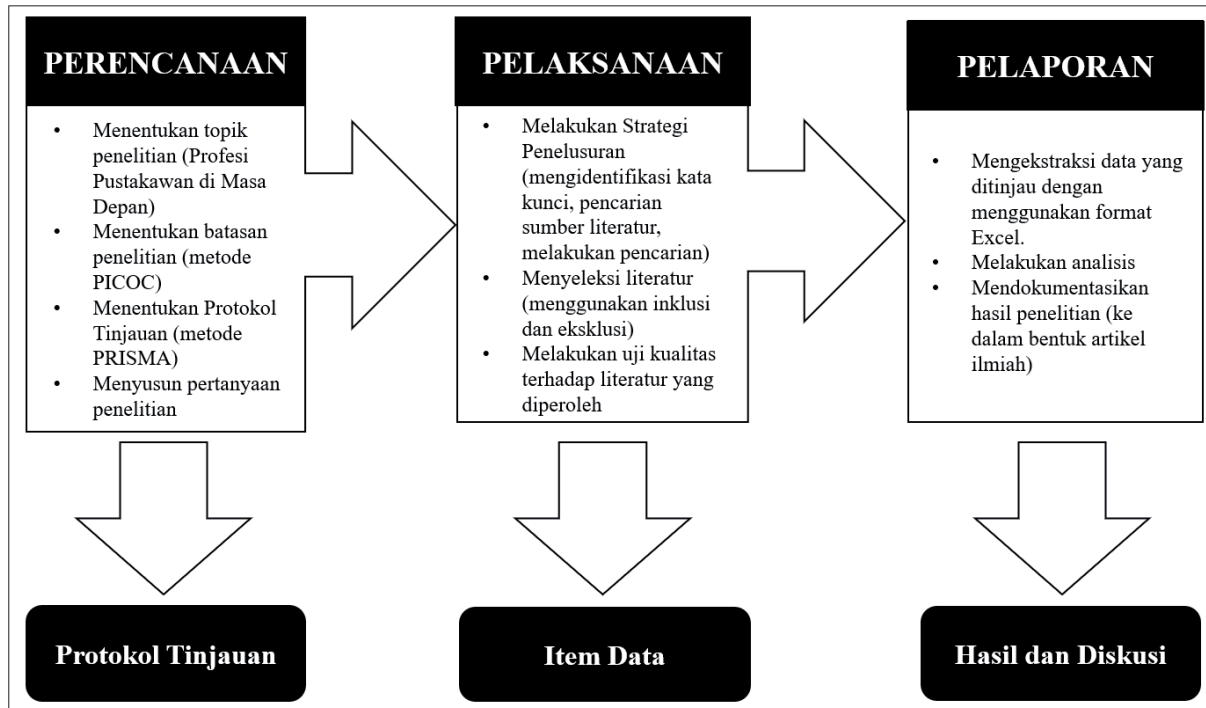 PERENCANAAN
• Menentukan topik
penelitian (Profesi
Pustakawan di Masa
Depan)
• Menentukan batasan
penelitian (metode
PICOC)
• Menentukan Protokol
Tinjauan (metode
PRISMA)
• Menyusun pertanyaan
penelitian
PELAKSANAAN
• Melakukan Strategi
Penelusuran
(mengidentifikasi kata
kunci, pencarian
sumber literatur,
melakukan pencarian)
• Menyeleksi literatur
(menggunakan inklusi
dan eksklusi)
• Melakukan uji kualitas
terhadap literatur yang
diperoleh
PELAPORAN
• Mengekstraksi data yang
ditinjau dengan
menggunakan format
Excel.
• Melakukan analisis
• Mendokumentasikan
hasil penelitian (ke
dalam bentuk artikel
ilmiah)
Protokol Tinjauan
Item Data
Hasil dan Diskusi